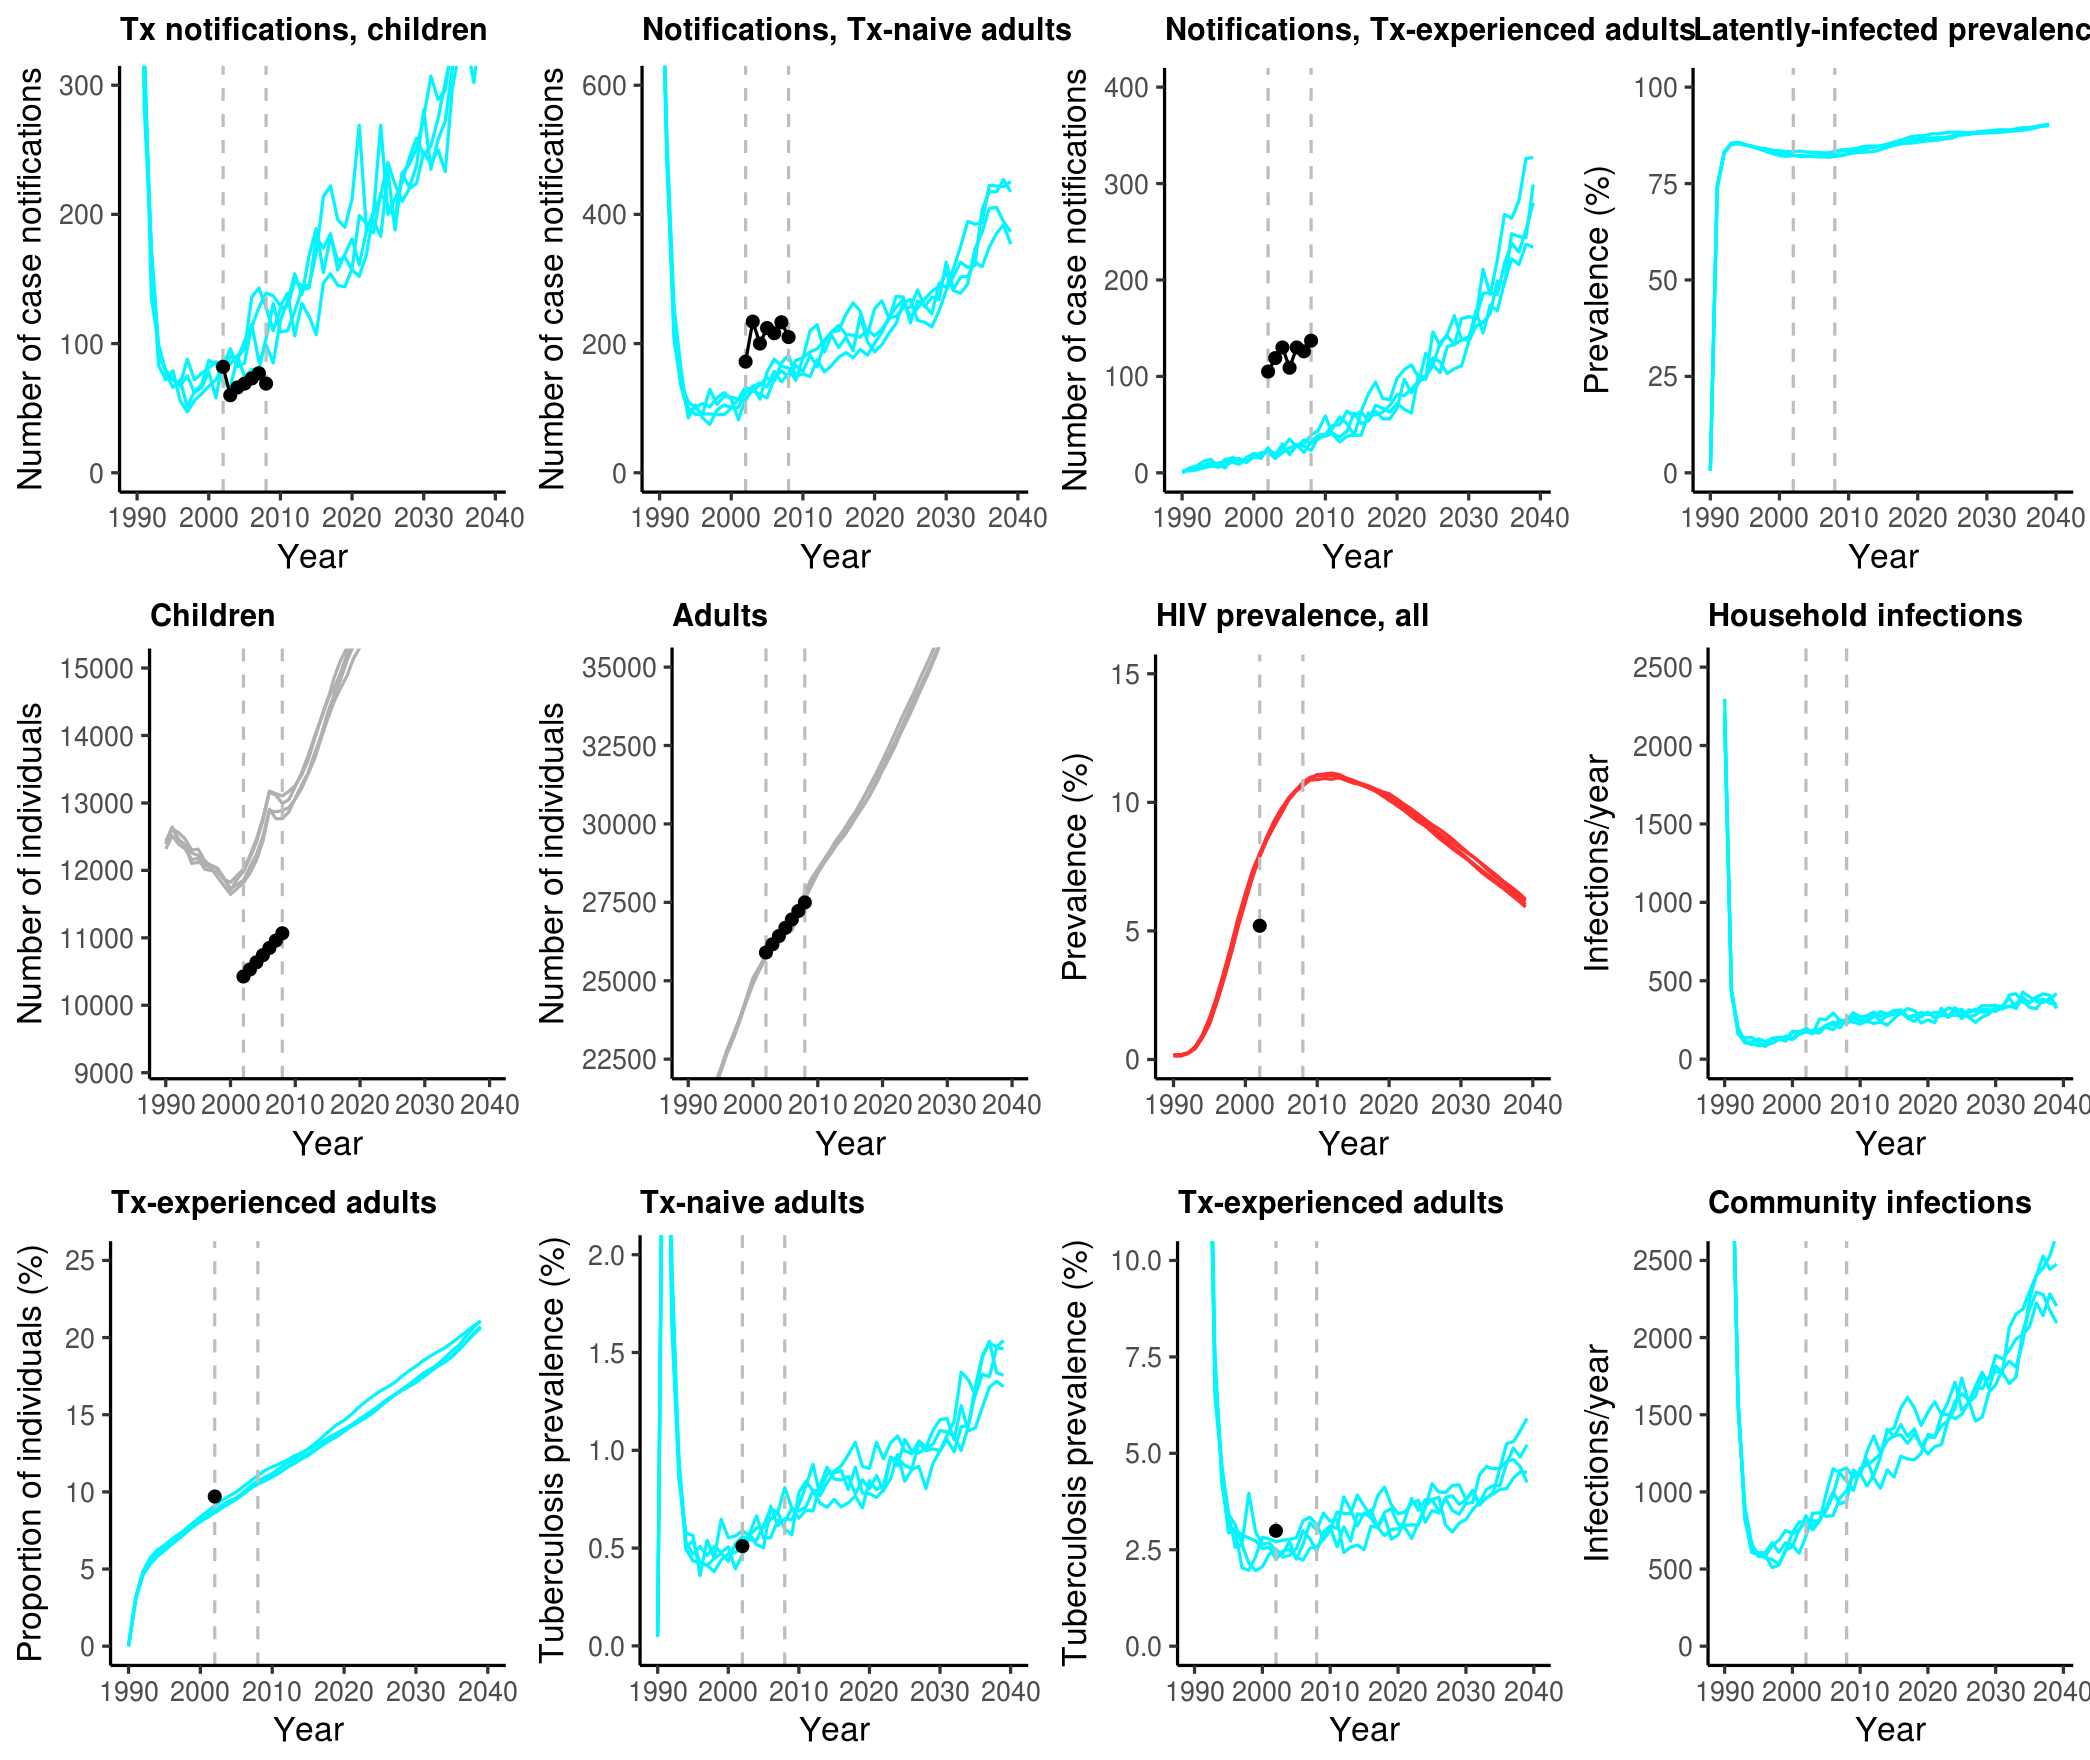 Tx notifications, children
Number of case notifications
300
200
100
0
1990 2000 2010 2020 2030 2040
Year
Notifications, Tx-naive adults
Number of case notifications
600
400
200
0
1990 2000 2010 2020 2030 2040
Year
Notifications, Tx-experienced adults
Number of case notifications
400
300
200
100
0
1990 2000 2010 2020 2030 2040
Year
Latently-infected prevalenc
Prevalence (%)
100
75
50
25
0
1990 2000 2010 2020 2030 2040
Year
Children
Number of individuals
15000
14000
13000
12000
11000
10000
9000
1990 2000 2010 2020 2030 2040
Year
Adults
Number of individuals
35000
32500
30000
27500
25000
22500
1990 2000 2010 2020 2030 2040
Year
HIV prevalence, all
Prevalence (%)
15
10
5
0
1990 2000 2010 2020 2030 2040
Year
Household infections
Infections/year
2500
2000
1500
1000
500
0
1990 2000 2010 2020 2030 2040
Year
Tx-experienced adults
Proportion of individuals (%)
25
20
15
10
5
0
1990 2000 2010 2020 2030 2040
Year
Tx-naive adults
Tuberculosis prevalence (%)
2.0
1.5
1.0
0.5
0.0
1990 2000 2010 2020 2030 2040
Year
Tx-experienced adults
Tuberculosis prevalence (%)
10.0
7.5
5.0
2.5
0.0
1990 2000 2010 2020 2030 2040
Year
Community infections
Infections/year
2500
2000
1500
1000
500
0
1990 2000 2010 2020 2030 2040
Year